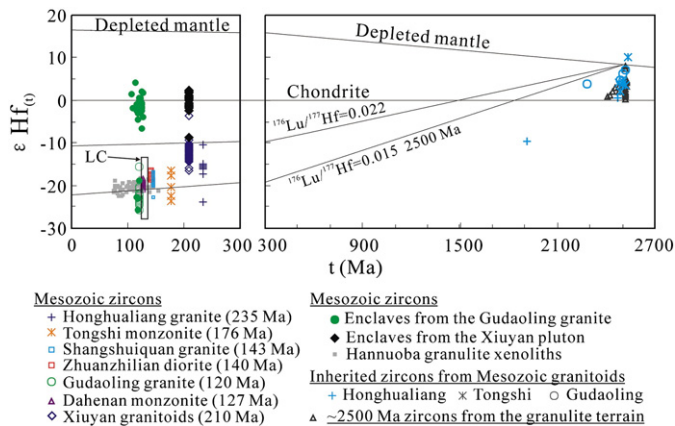 Depleted mantle
Depleted mantle
Chondrite
¹⁷⁶Lu/¹⁷⁷Hf=0.022
¹⁷⁶Lu/¹⁷⁷Hf=0.015 2500 Ma
LC
ε Hf(t)
20
10
0
-10
-20
-30
0 100 200 300
300 900 1500 2100 2700
t (Ma)
Mesozoic zircons
Honghualiang granite (235 Ma)
Tongshi monzonite (176 Ma)
Shangshuiquan granite (143 Ma)
Zhuanzhilian diorite (140 Ma)
Gudaoling granite (120 Ma)
Dahenan monzonite (127 Ma)
Xiuyan granitoids (210 Ma)
Mesozoic zircons
Enclaves from the Gudaoling granite
Enclaves from the Xiuyan pluton
Hannuoba granulite xenoliths
Inherited zircons from Mesozoic granitoids
Honghualiang Tongshi Gudaoling
~2500 Ma zircons from the granulite terrain